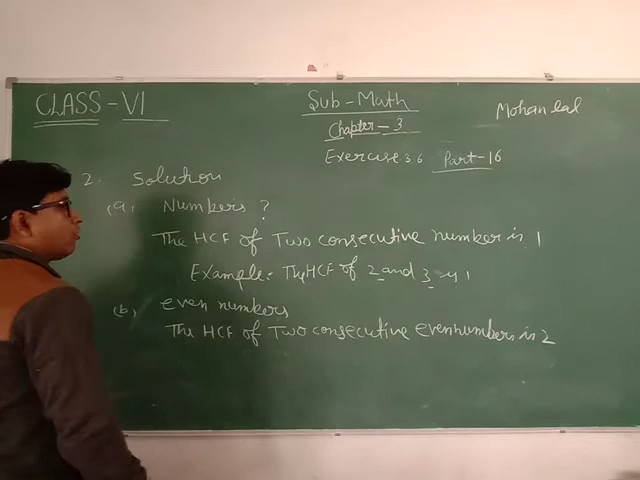 CLASS-VI
Sub-Math
Mohanlal
Chapter-3
Exercise 3.6 Part-16
2. Solution
(a) Numbers?
The HCF of Two consecutive number is 1
Example: The HCF of 2 and 3 is 1
(b) even numbers
The HCF of Two consecutive even numbers is 2